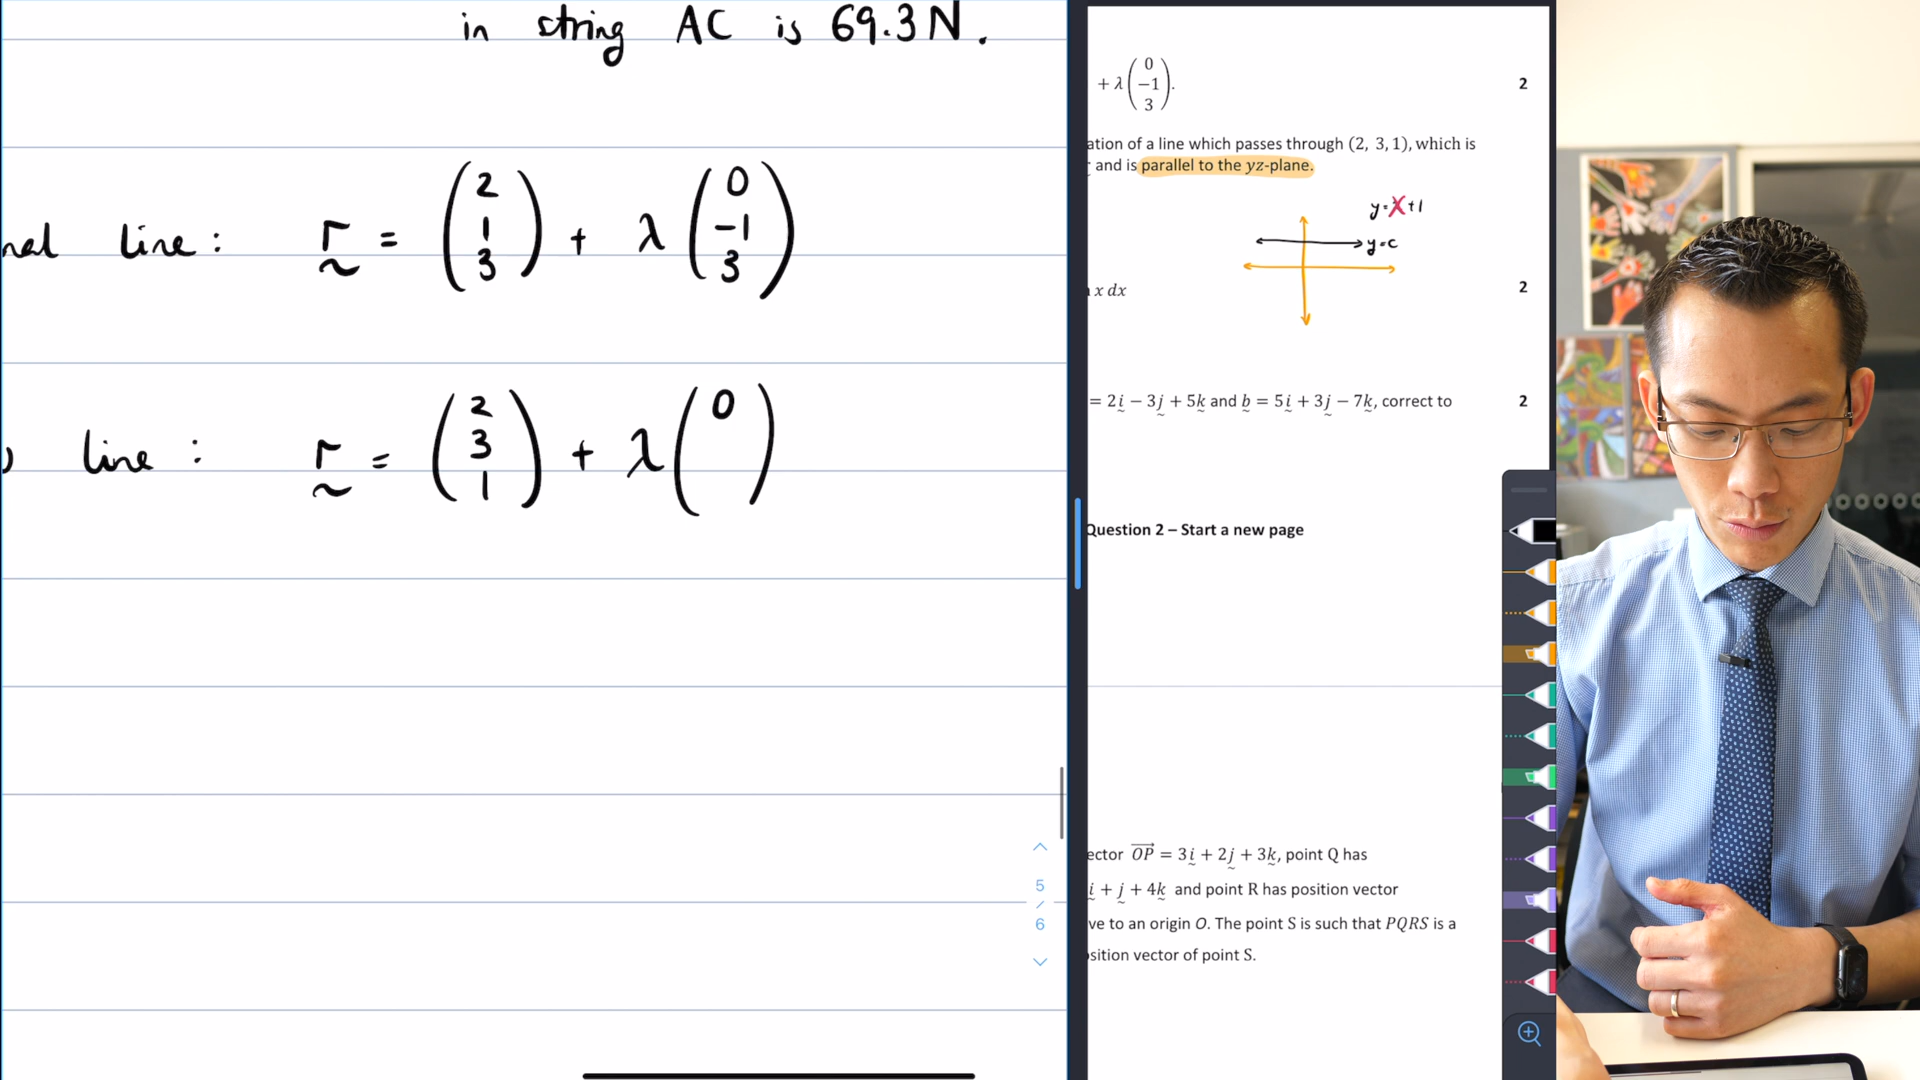 in string AC is 69.3 N.
nal line: r = (2 1 3) + λ (0 -1 3)
line : r = (2 3 1) + λ (0 )
+ λ (0 −1 3).
2
ation of a line which passes through (2, 3, 1), which is
and is parallel to the yz-plane.
y=x+1
y=c
x dx
2
= 2i − 3j + 5k and b = 5i + 3j − 7k, correct to
2
Question 2 – Start a new page
ector OP = 3i + 2j + 3k, point Q has
i + j + 4k and point R has position vector
ve to an origin O. The point S is such that PQRS is a
sition vector of point S.
5
/
6